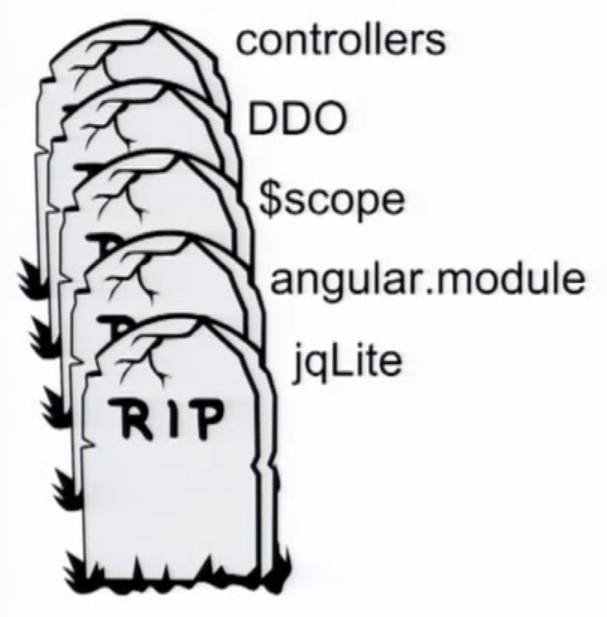 controllers
DDO
$scope
angular.module
jqLite
RIP